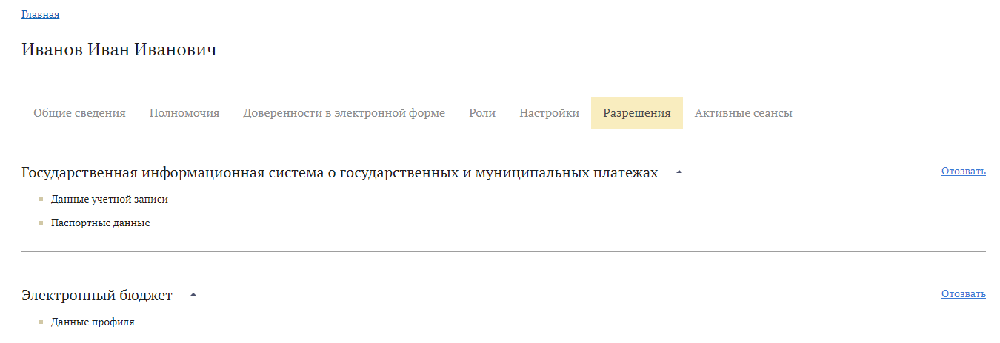 Главная
Иванов Иван Иванович
Общие сведения Полномочия Доверенности в электронной форме Роли Настройки Разрешения Активные сеансы
Государственная информационная система о государственных и муниципальных платежах Отозвать
Данные учетной записи
Паспортные данные
Электронный бюджет Отозвать
Данные профиля